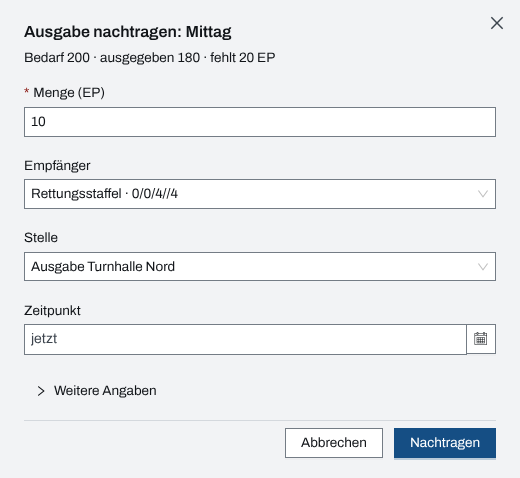 Ausgabe nachtragen: Mittag
Bedarf 200 · ausgegeben 180 · fehlt 20 EP
* Menge (EP)
10
Empfänger
Rettungsstaffel · 0/0/4//4
Stelle
Ausgabe Turnhalle Nord
Zeitpunkt
jetzt
Weitere Angaben
Abbrechen
Nachtragen